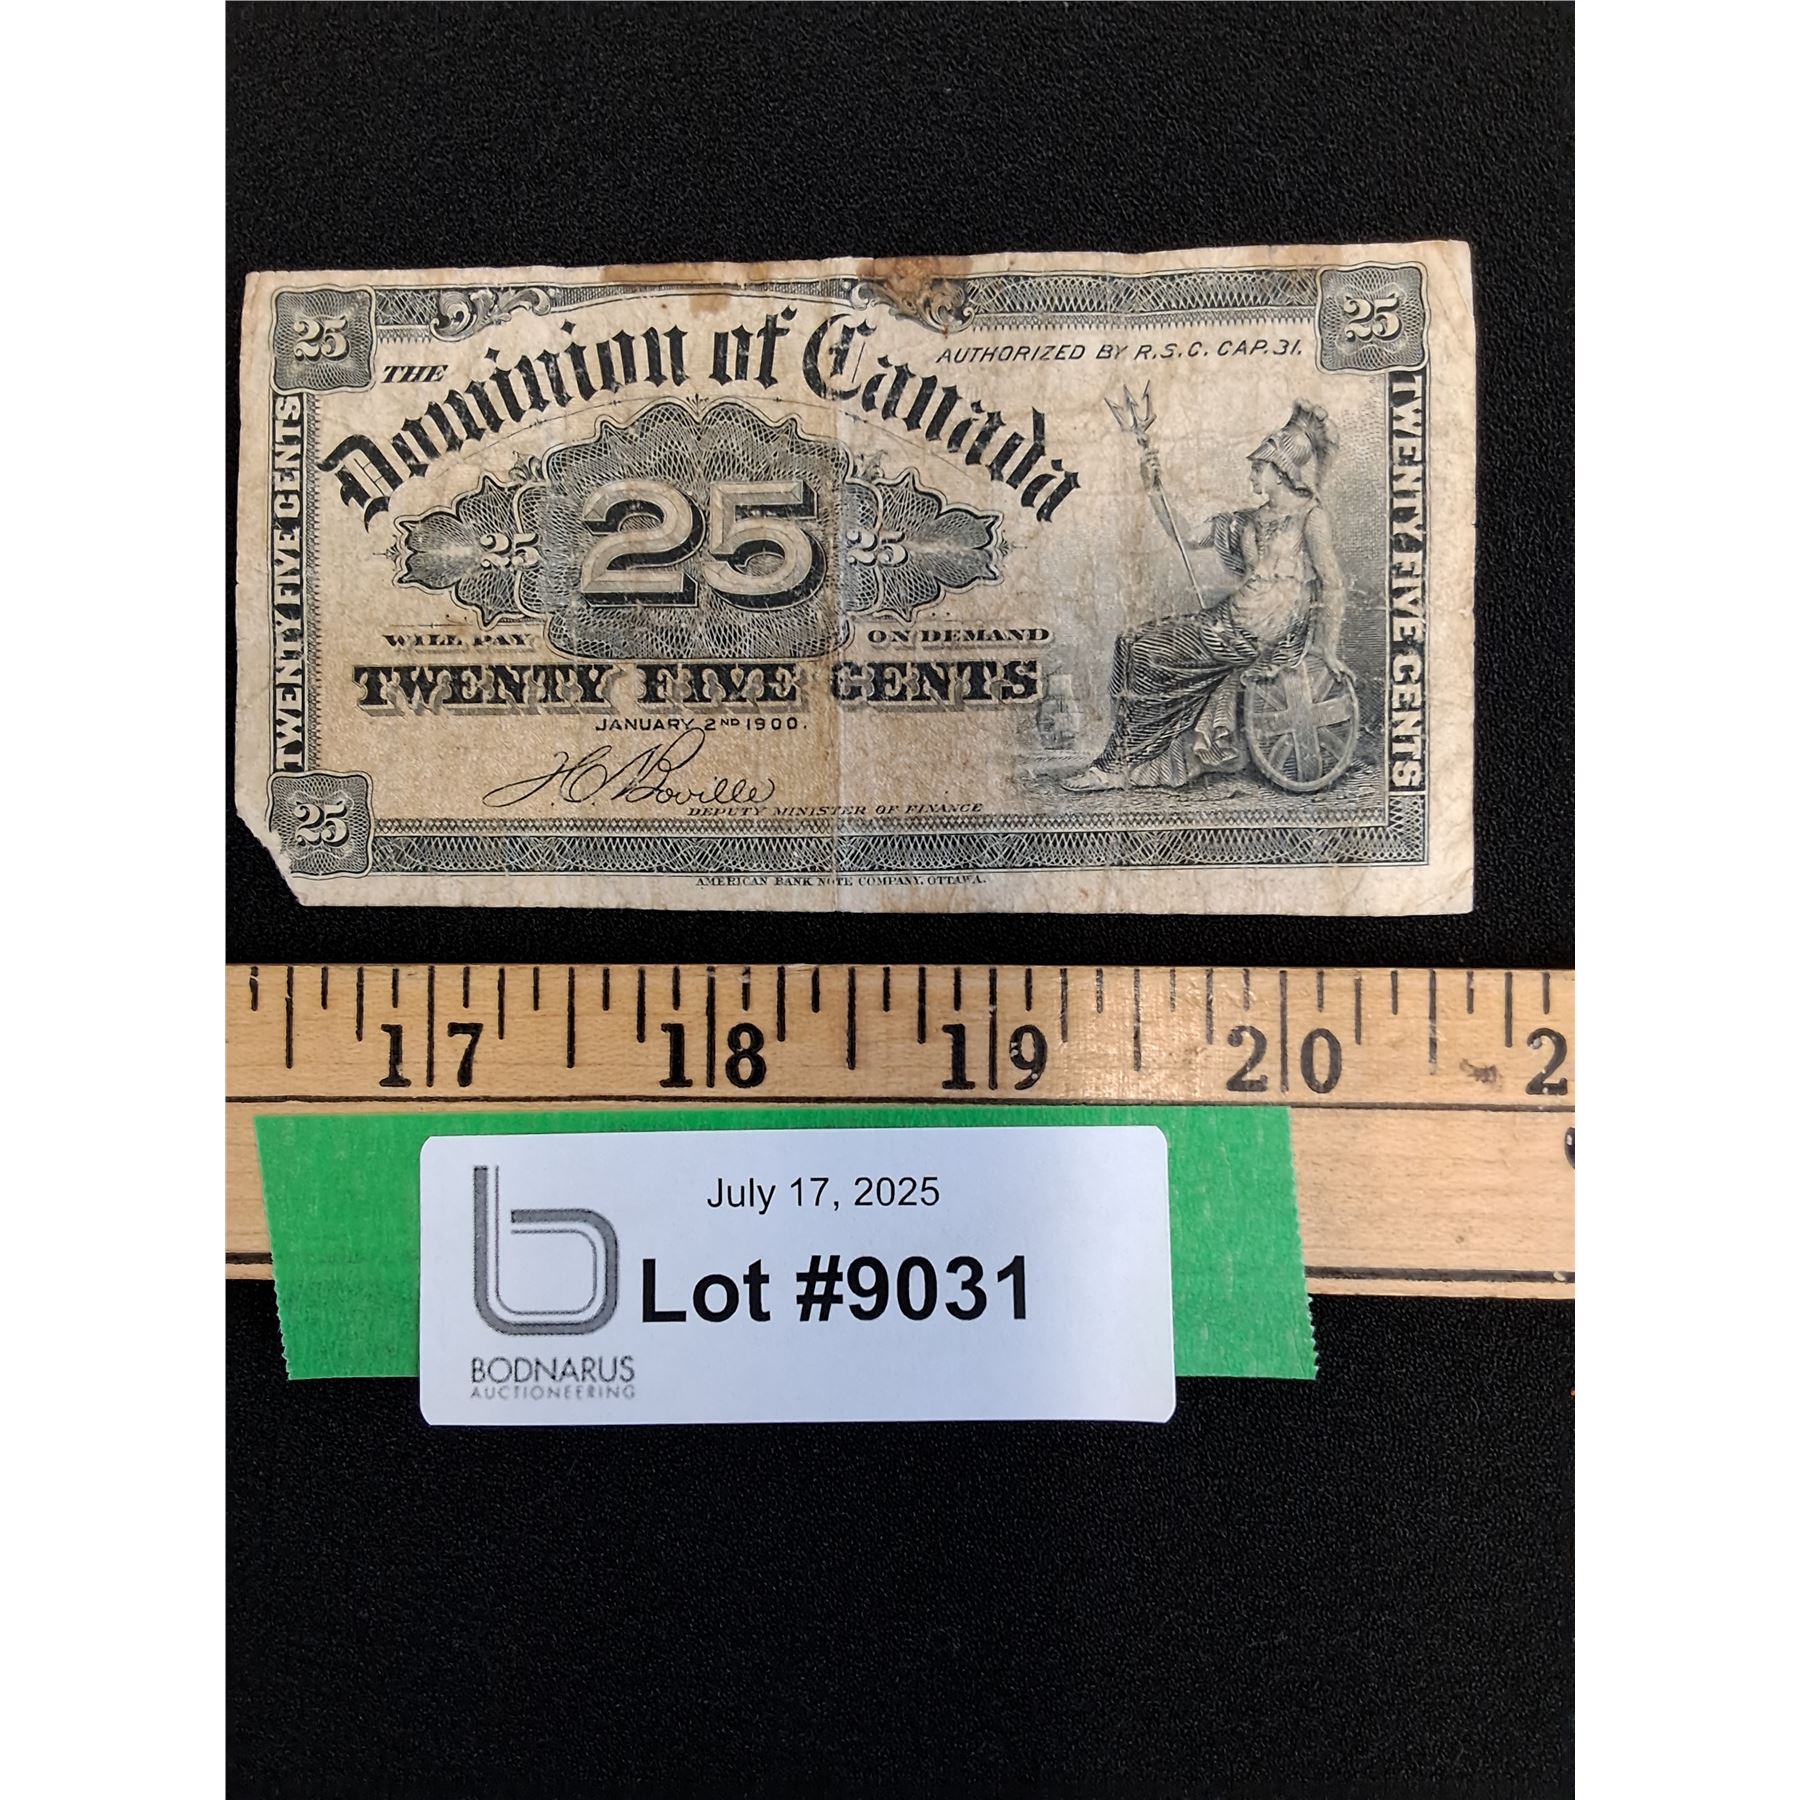 25
25
THE
Dominion of Canada
AUTHORIZED BY R.S.C. CAP. 31.
TWENTY FIVE CENTS
TWENTY FIVE CENTS
25
25
25
WILL PAY
ON DEMAND
TWENTY FIVE CENTS
JANUARY 2ND 1900.
H C Boville
DEPUTY MINISTER OF FINANCE
25
AMERICAN BANK NOTE COMPANY, OTTAWA.
17 18 19 20 2
July 17, 2025
Lot #9031
BODNARUS
AUCTIONEERING